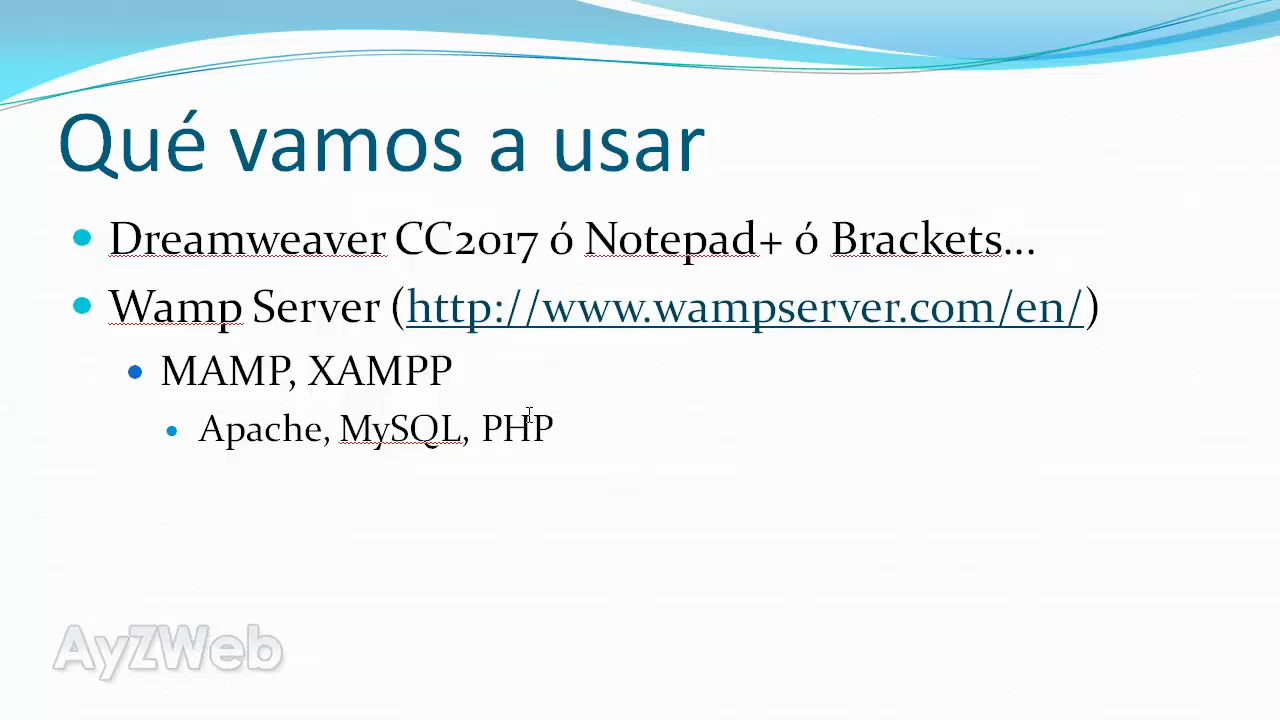 Qué vamos a usar
Dreamweaver CC2017 ó Notepad+ ó Brackets...
Wamp Server (http://www.wampserver.com/en/)
MAMP, XAMPP
Apache, MySQL, PHP
AyZWeb